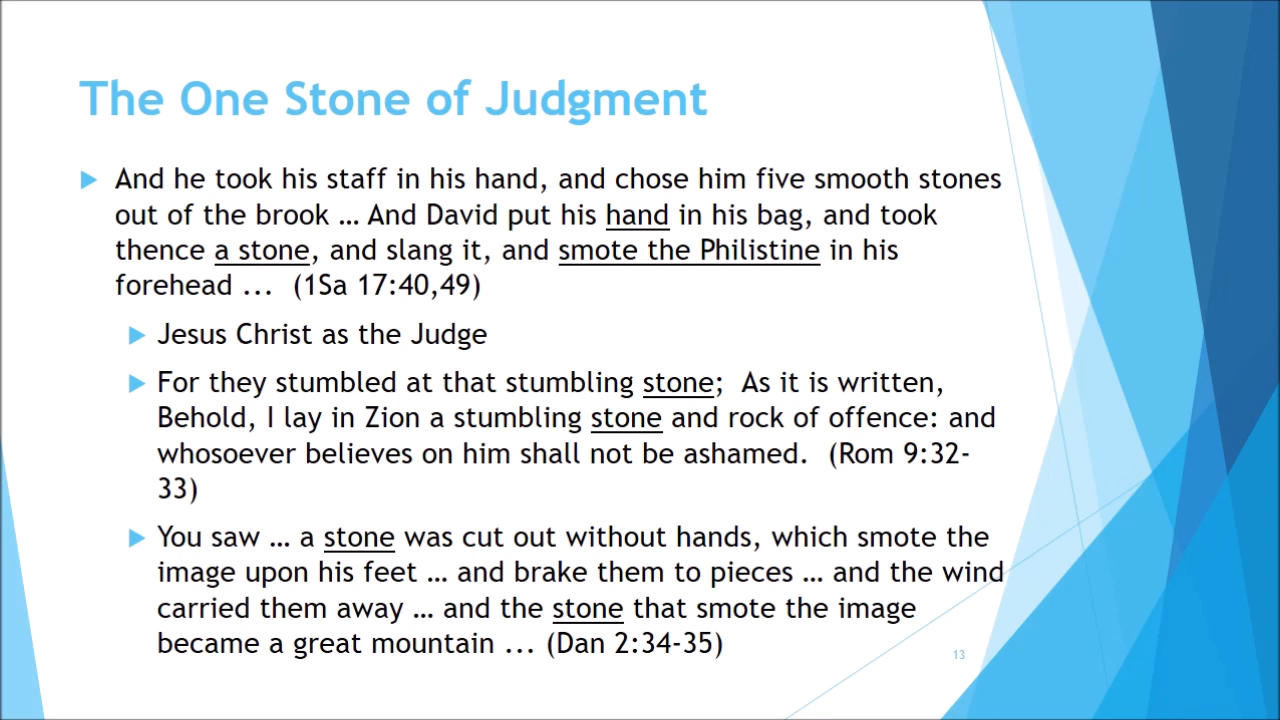 The One Stone of Judgment
And he took his staff in his hand, and chose him five smooth stones
out of the brook … And David put his hand in his bag, and took
thence a stone, and slang it, and smote the Philistine in his
forehead ... (1Sa 17:40,49)
Jesus Christ as the Judge
For they stumbled at that stumbling stone; As it is written,
Behold, I lay in Zion a stumbling stone and rock of offence: and
whosoever believes on him shall not be ashamed. (Rom 9:32-
33)
You saw … a stone was cut out without hands, which smote the
image upon his feet … and brake them to pieces … and the wind
carried them away … and the stone that smote the image
became a great mountain ... (Dan 2:34-35)
13